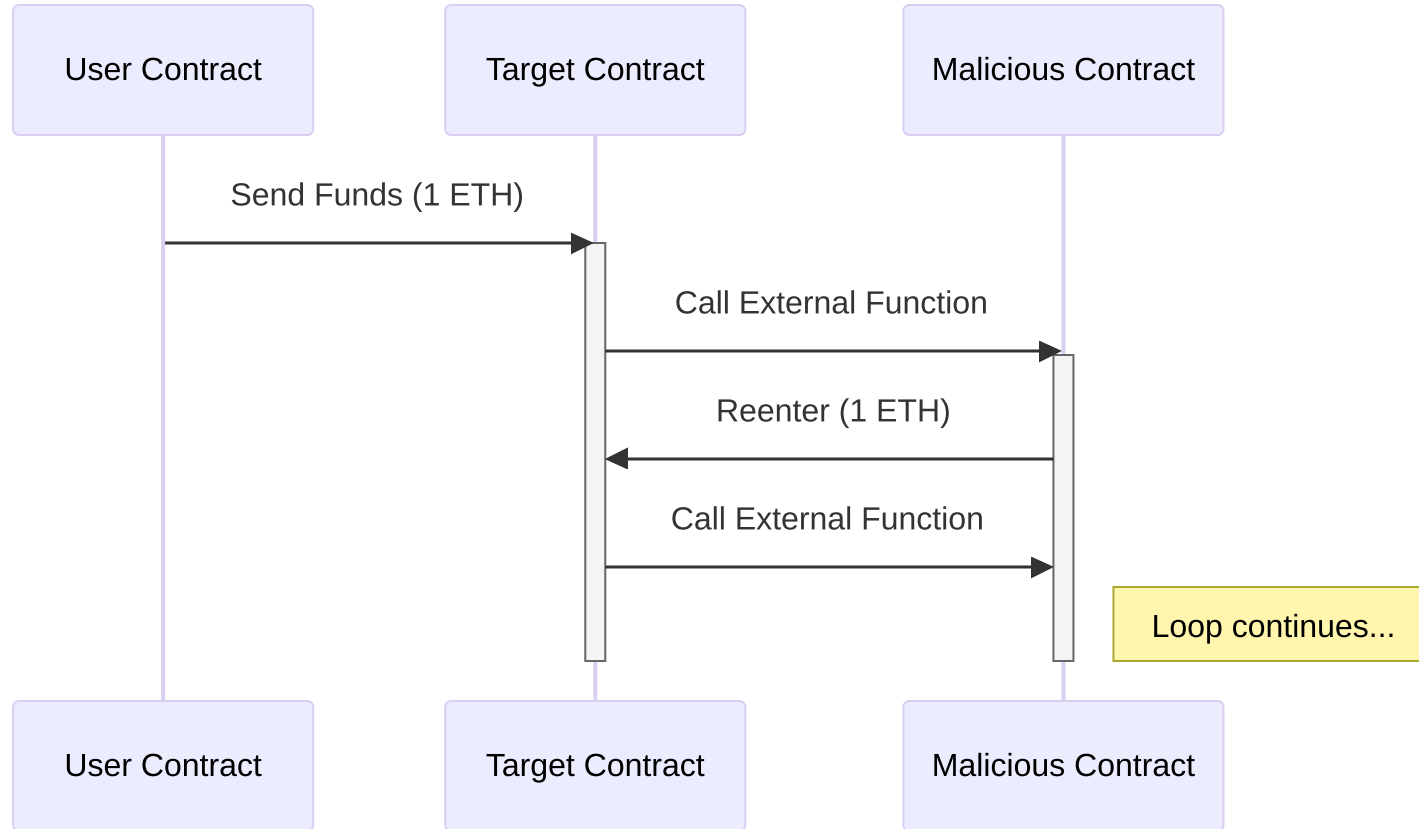 User Contract
Target Contract
Malicious Contract
Send Funds (1 ETH)
Call External Function
Reenter (1 ETH)
Call External Function
Loop continues...
User Contract
Target Contract
Malicious Contract